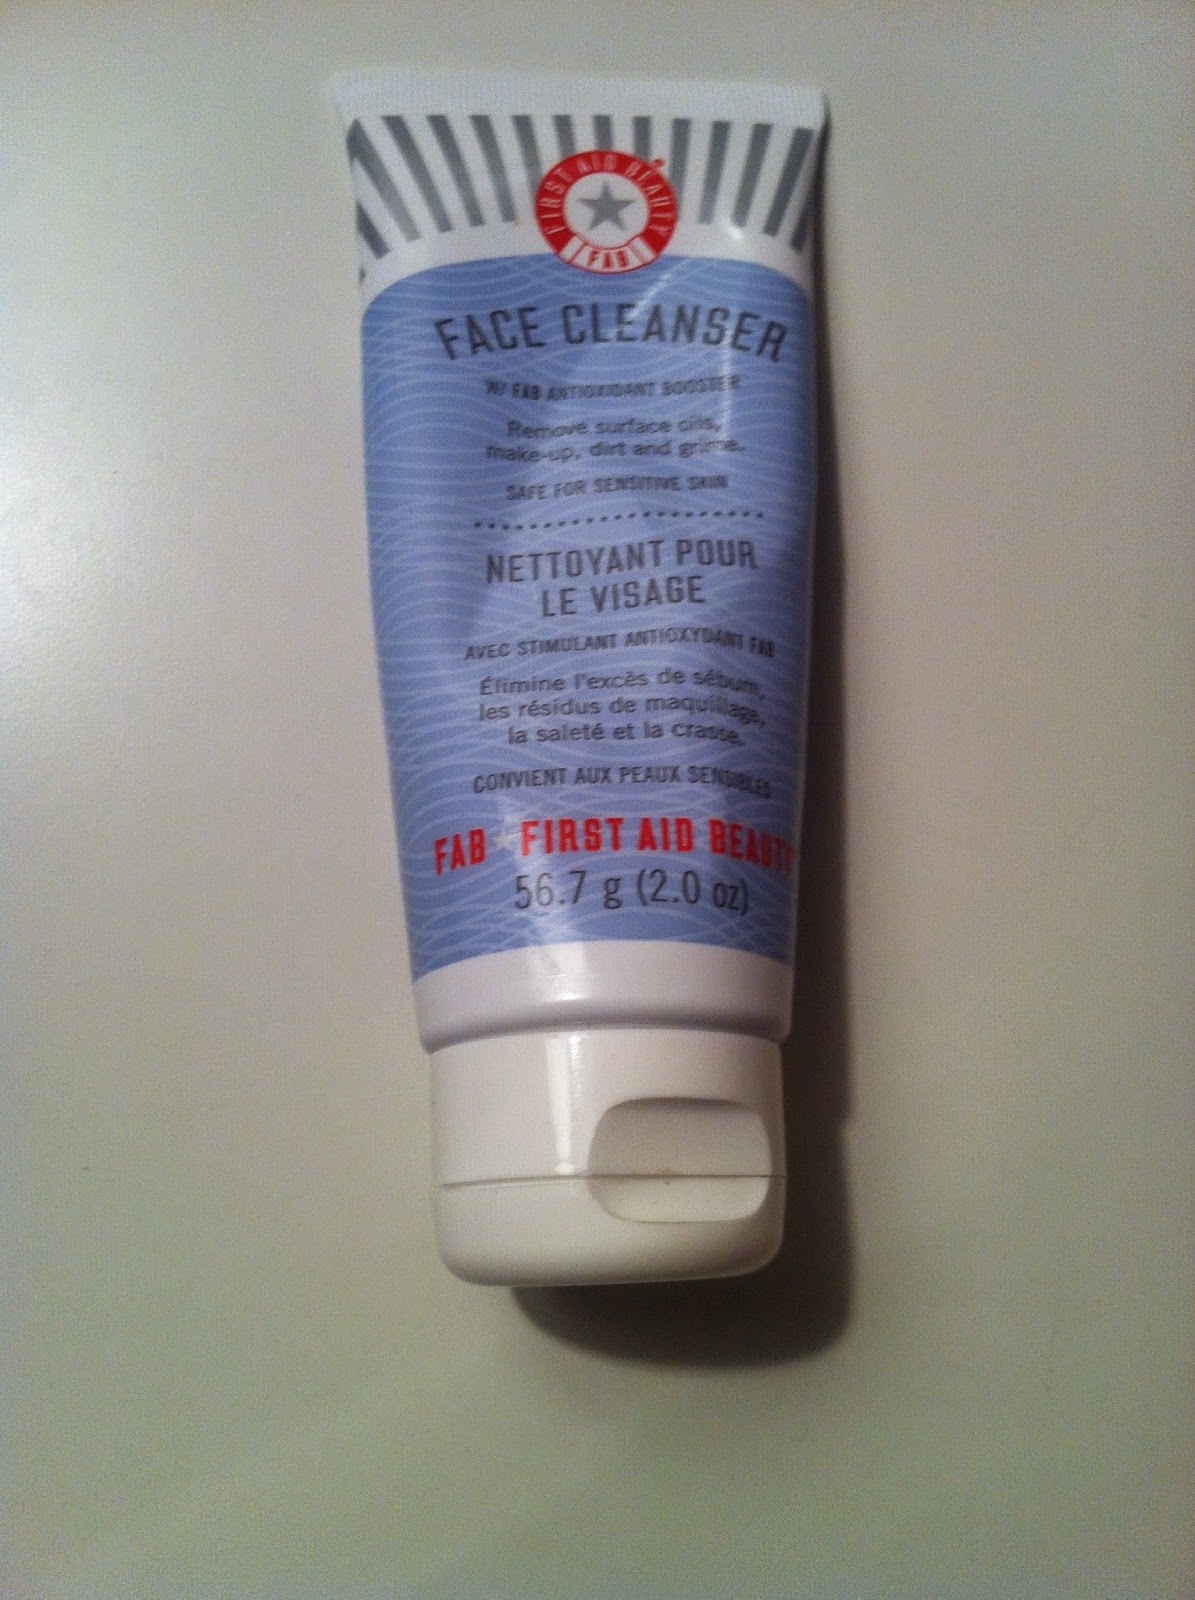 FIRST AID BEAUTY
FAB
FACE CLEANSER
W/ FAB ANTIOXIDANT BOOSTER
Remove surface oils,
make-up, dirt and grime.
SAFE FOR SENSITIVE SKIN
NETTOYANT POUR
LE VISAGE
AVEC STIMULANT ANTIOXYDANT FAB
Élimine l'excès de sébum,
les résidus de maquillage,
la saleté et la crasse.
CONVIENT AUX PEAUX SENSIBLES
FAB FIRST AID BEAUTY
56.7 g (2.0 oz)